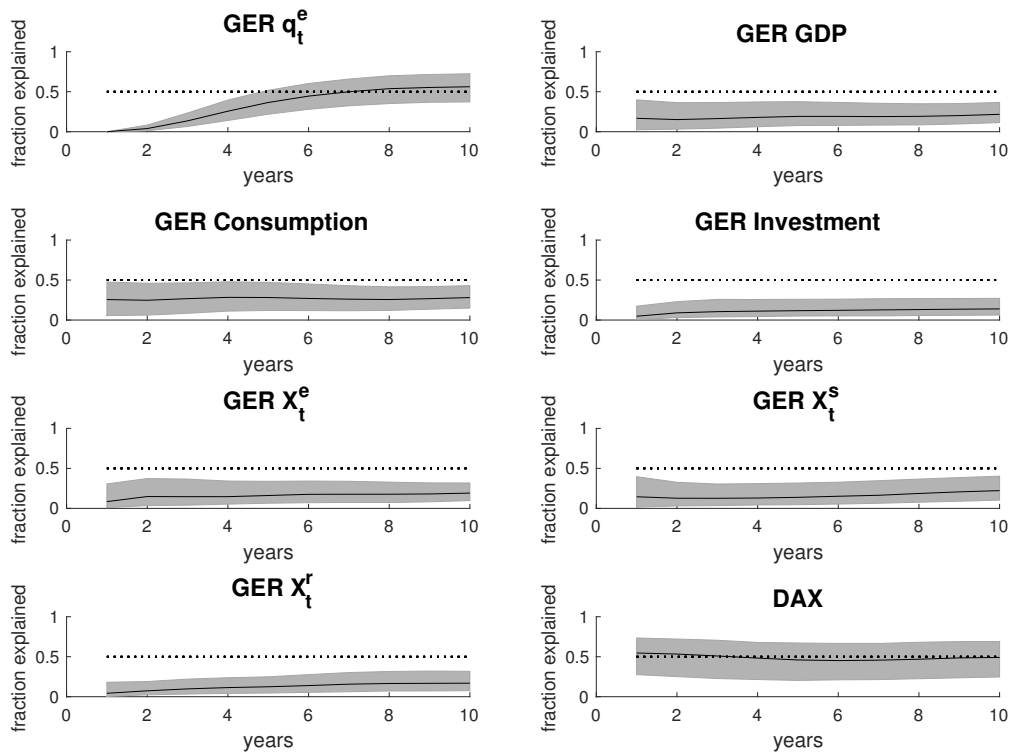 GER q_t^e
fraction explained
1
0.5
0
0 2 4 6 8 10
years
GER GDP
fraction explained
1
0.5
0
0 2 4 6 8 10
years
GER Consumption
fraction explained
1
0.5
0
0 2 4 6 8 10
years
GER Investment
fraction explained
1
0.5
0
0 2 4 6 8 10
years
GER X_t^e
fraction explained
1
0.5
0
0 2 4 6 8 10
years
GER X_t^s
fraction explained
1
0.5
0
0 2 4 6 8 10
years
GER X_t^r
fraction explained
1
0.5
0
0 2 4 6 8 10
years
DAX
fraction explained
1
0.5
0
0 2 4 6 8 10
years